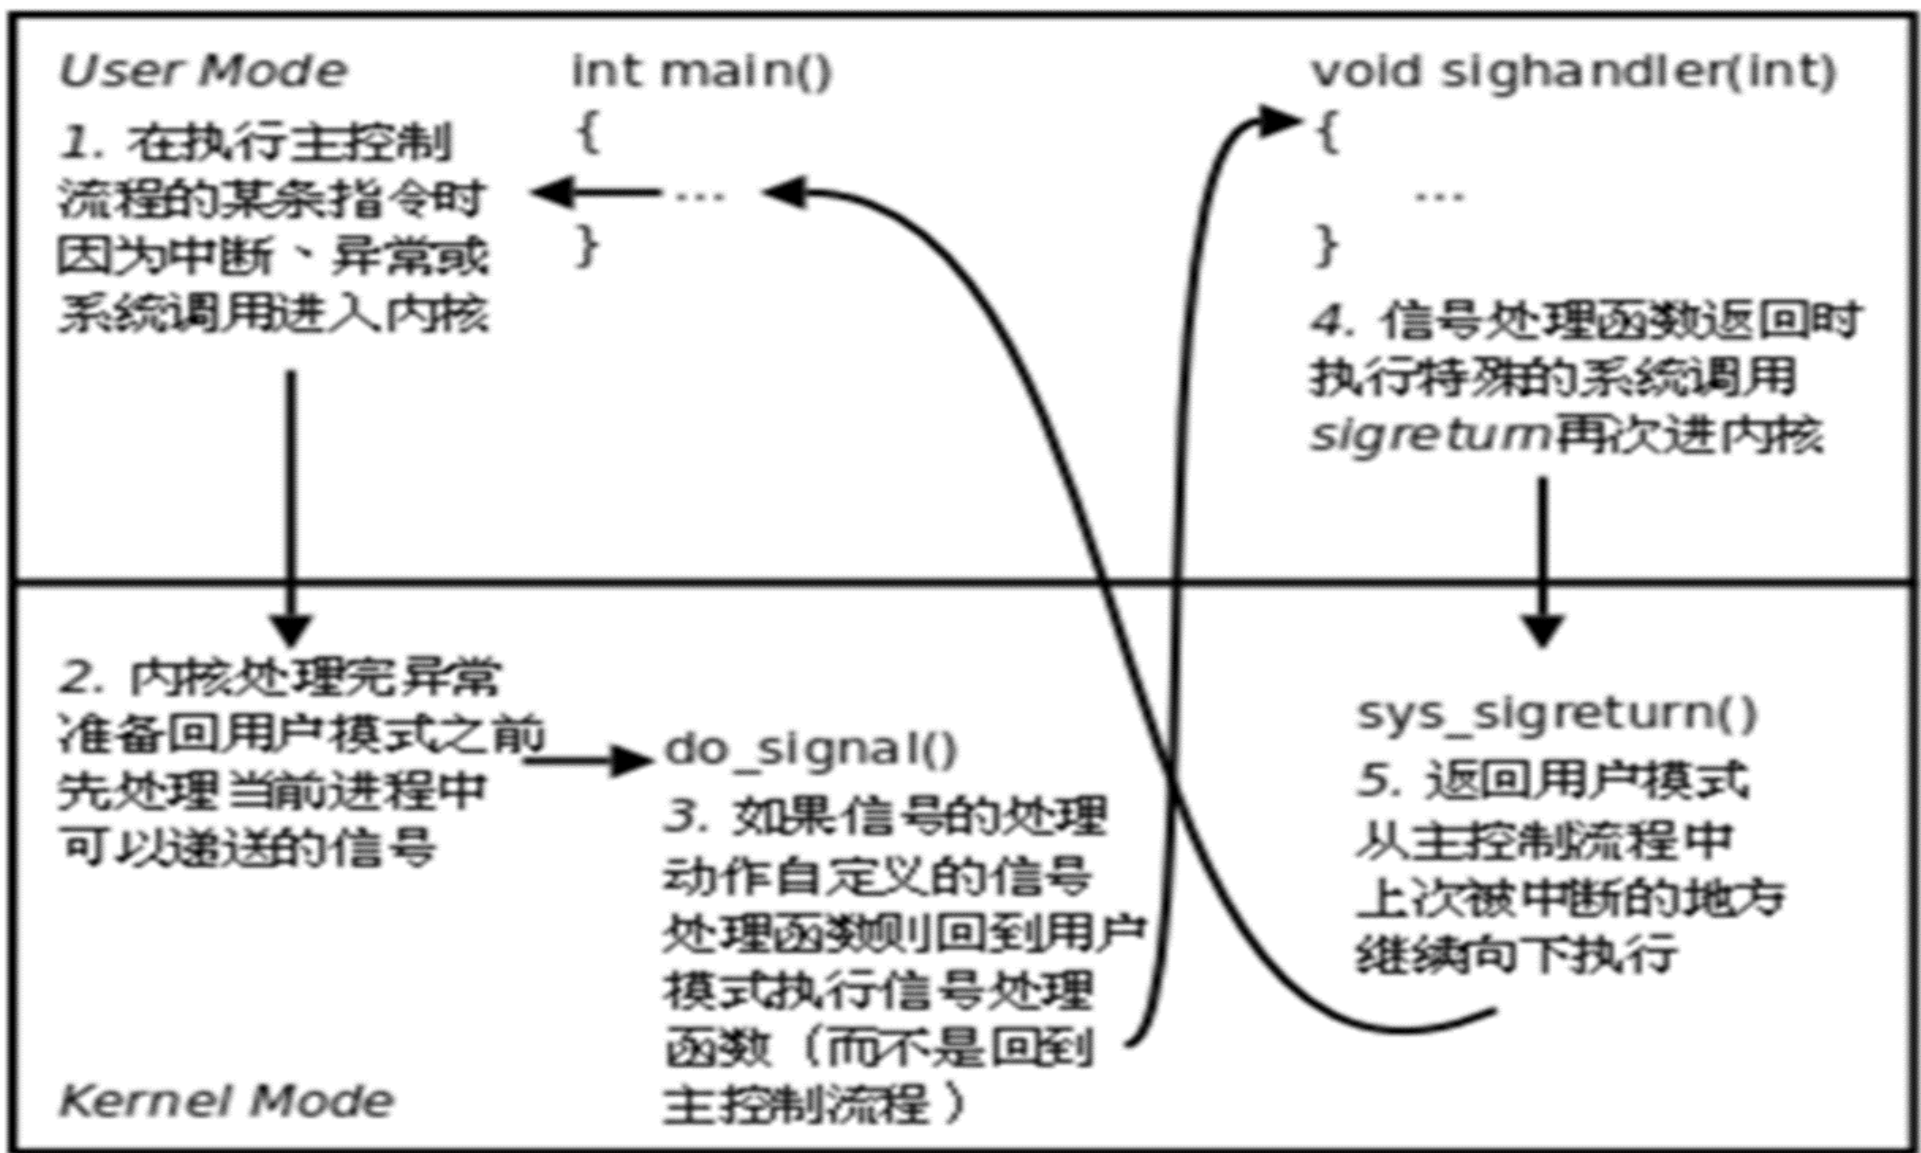 User Mode
1. 在执行主控制
流程的某条指令时
因为中断、异常或
系统调用进入内核
int main()
{
...
}
void sighandler(int)
{
...
}
4. 信号处理函数返回时
执行特殊的系统调用
sigreturn再次进内核
2. 内核处理完异常
准备回用户模式之前
先处理当前进程中
可以递送的信号
do_signal()
3. 如果信号的处理
动作自定义的信号
处理函数则回到用户
模式执行信号处理
函数（而不是回到
主控制流程）
sys_sigreturn()
5. 返回用户模式
从主控制流程中
上次被中断的地方
继续向下执行
Kernel Mode